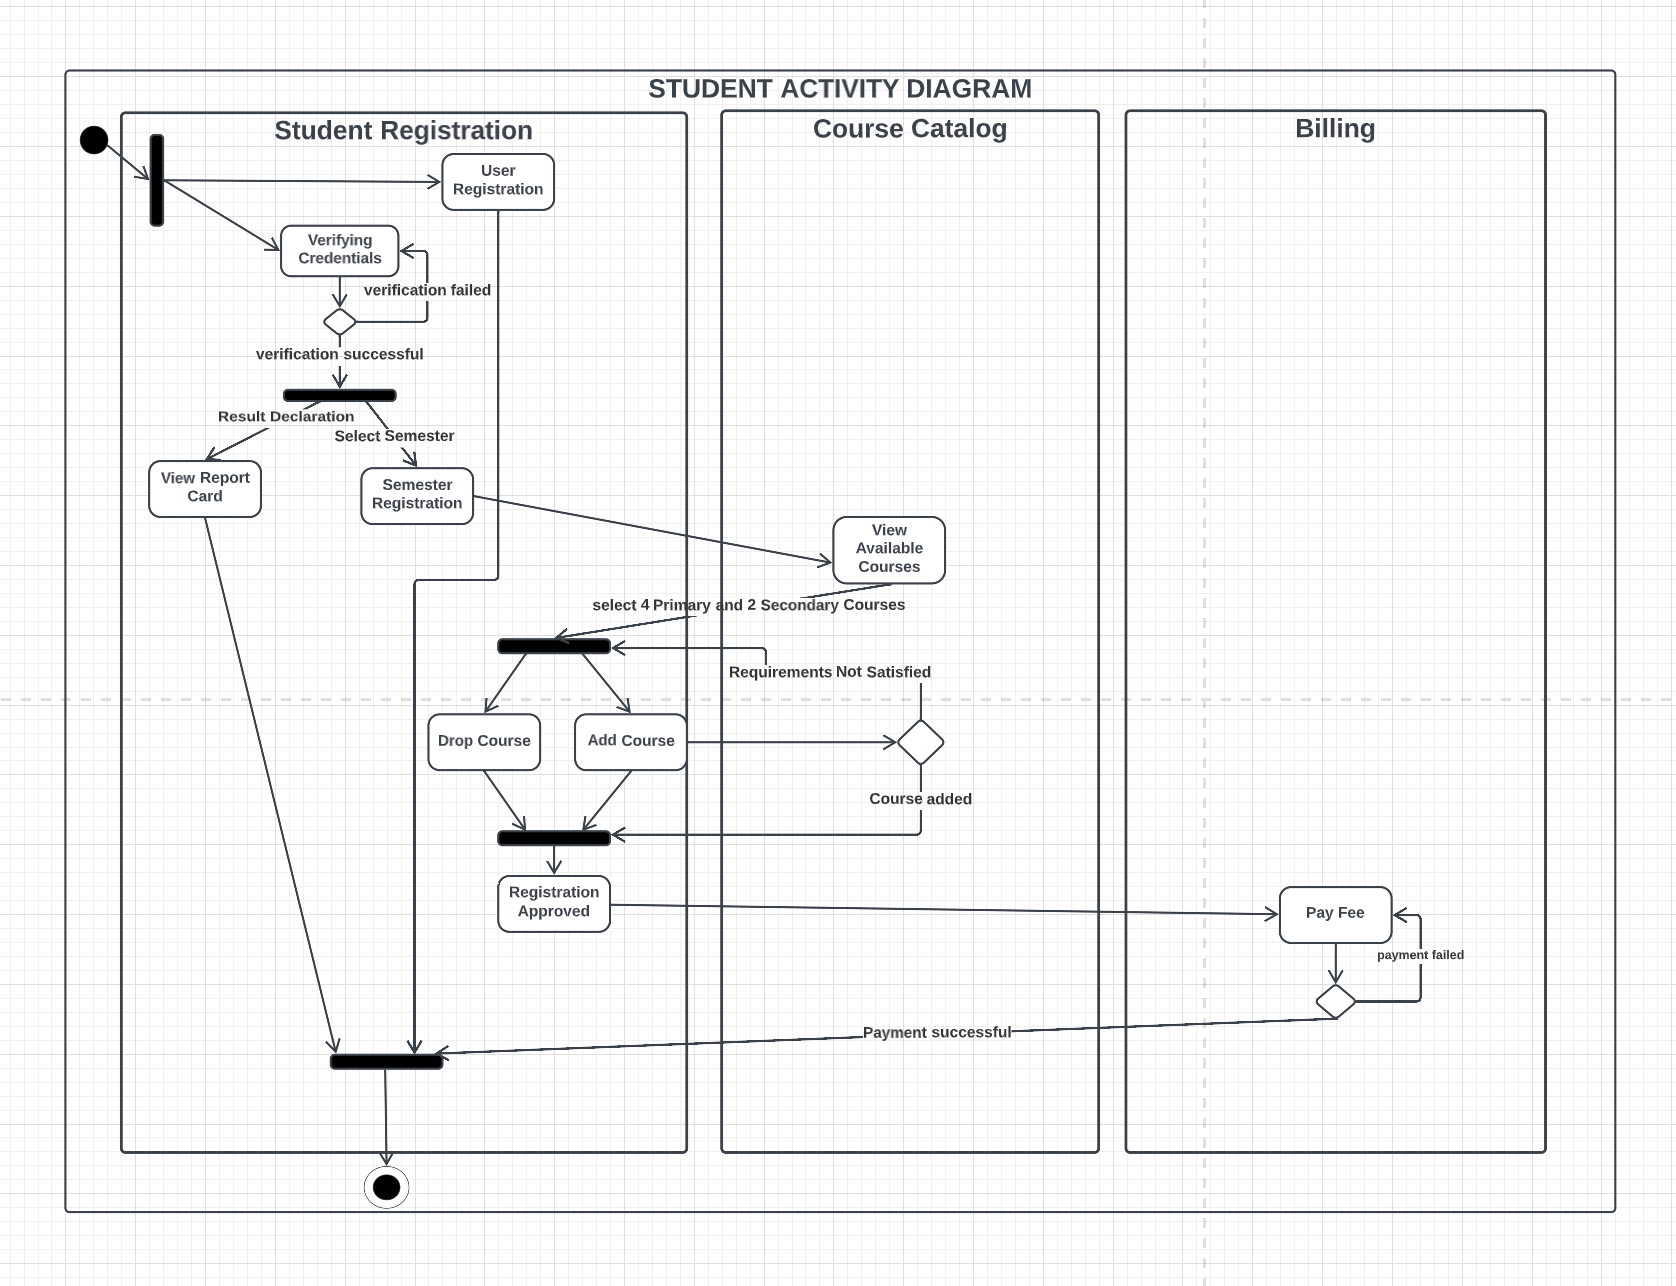 STUDENT ACTIVITY DIAGRAM
Student Registration
Course Catalog
Billing
User
Registration
Verifying
Credentials
verification failed
verification successful
Result Declaration
Select Semester
View Report
Card
Semester
Registration
View
Available
Courses
select 4 Primary and 2 Secondary Courses
Requirements Not Satisfied
Drop Course
Add Course
Course added
Registration
Approved
Pay Fee
payment failed
Payment successful